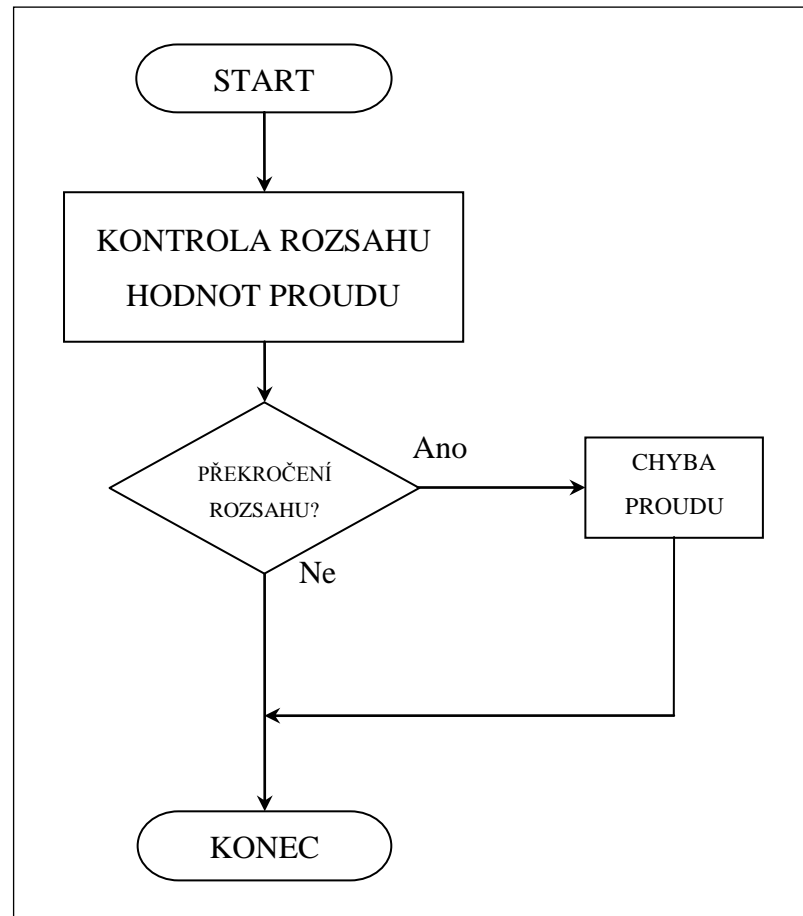 START
KONTROLA ROZSAHU
HODNOT PROUDU
PŘEKROČENÍ
ROZSAHU?
Ano
CHYBA
PROUDU
Ne
KONEC